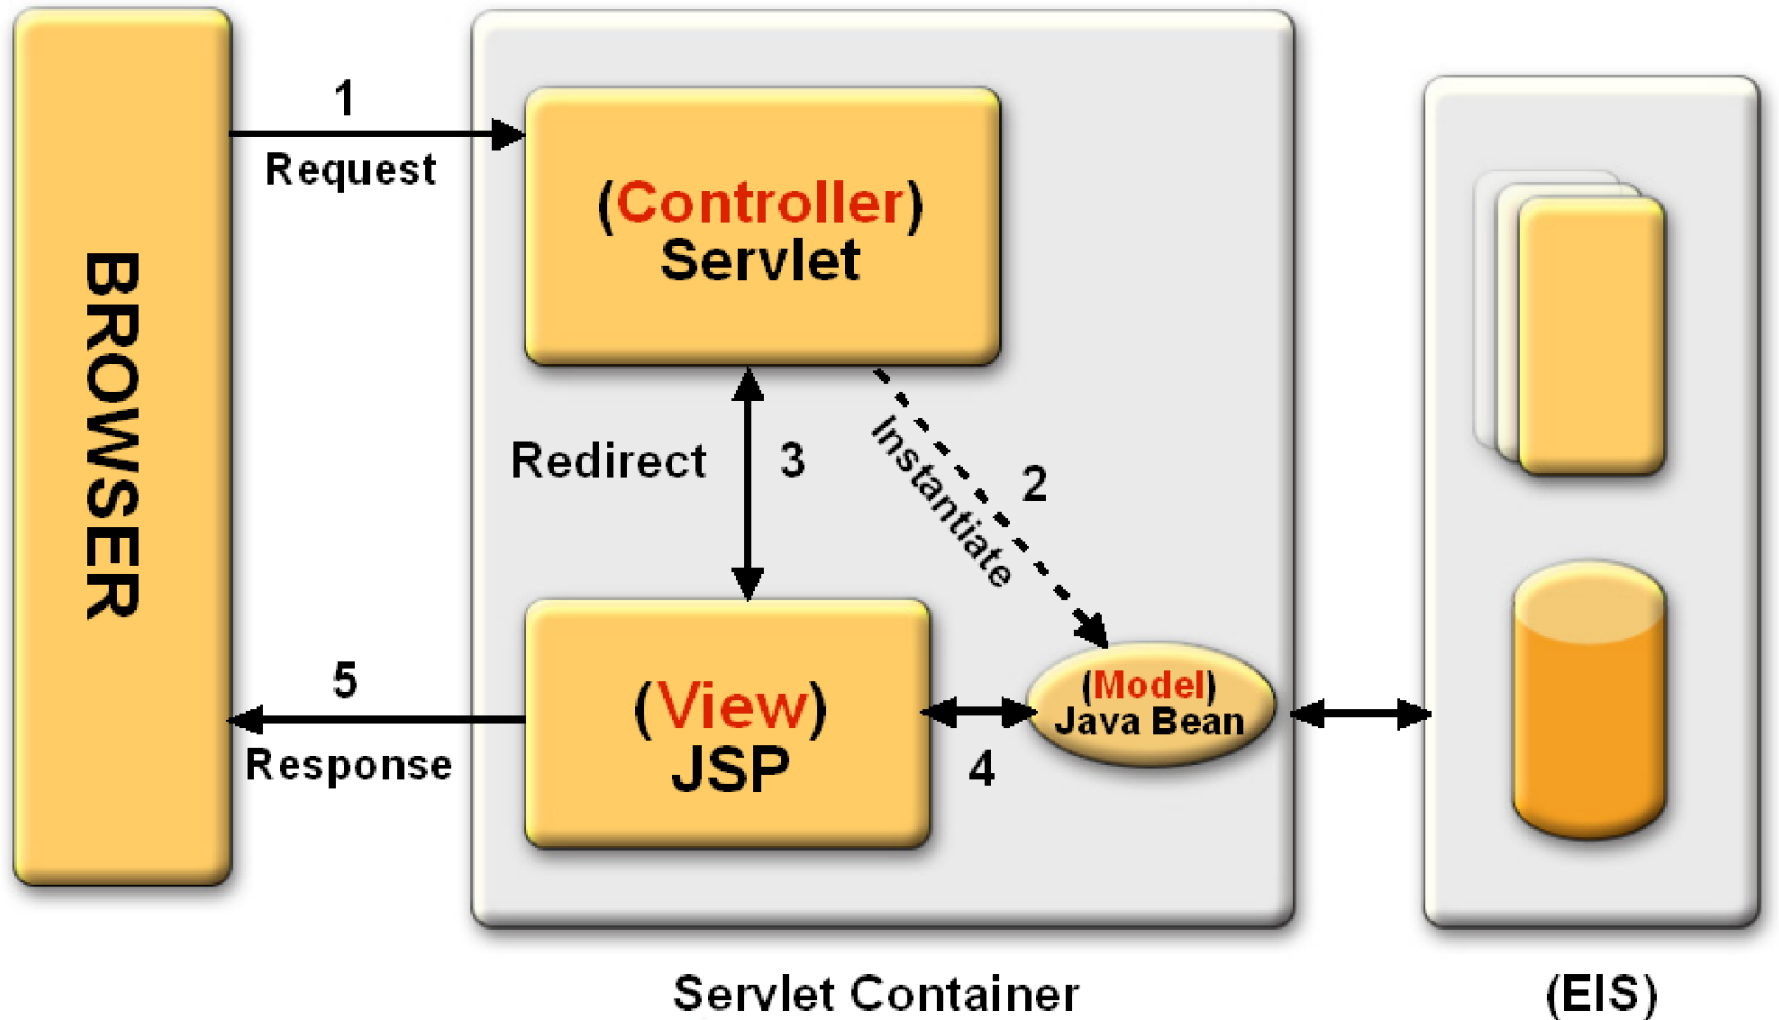 BROWSER
1
Request
(Controller)
Servlet
Redirect
3
Instantiate
2
5
Response
(View)
JSP
4
(Model)
Java Bean
Servlet Container
(EIS)